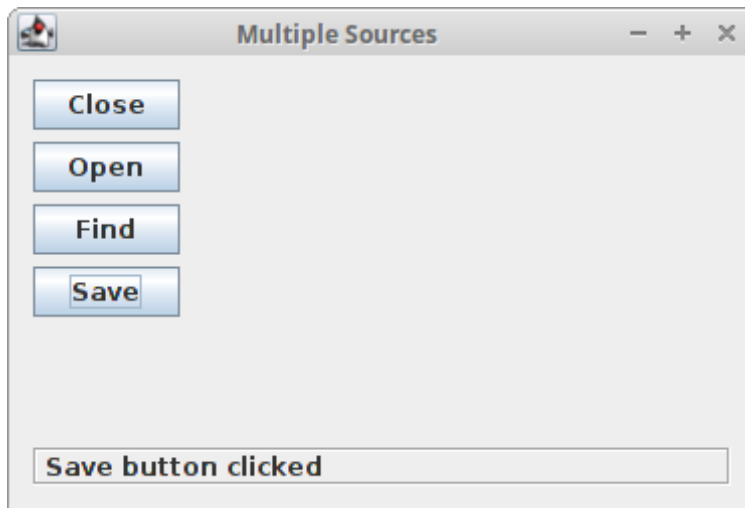 Multiple Sources
Close
Open
Find
Save
Save button clicked